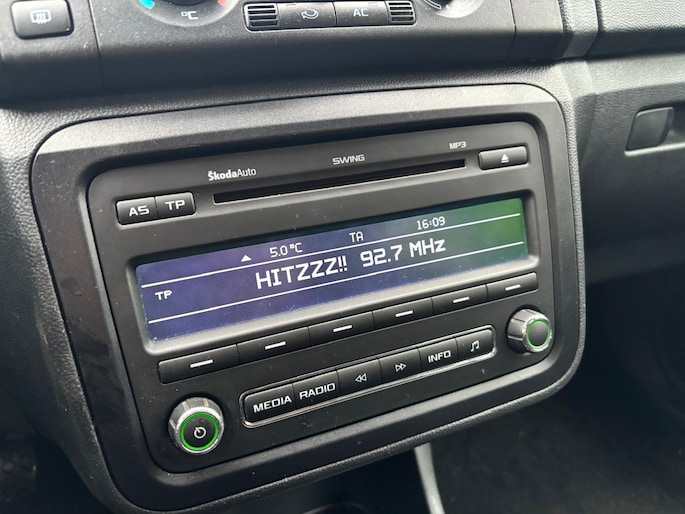 °C
AC
ŠkodaAuto
SWING
MP3
AS
TP
5.0°C
TA
16:09
TP
HITZZZ!! 92.7 MHz
MEDIA
RADIO
INFO